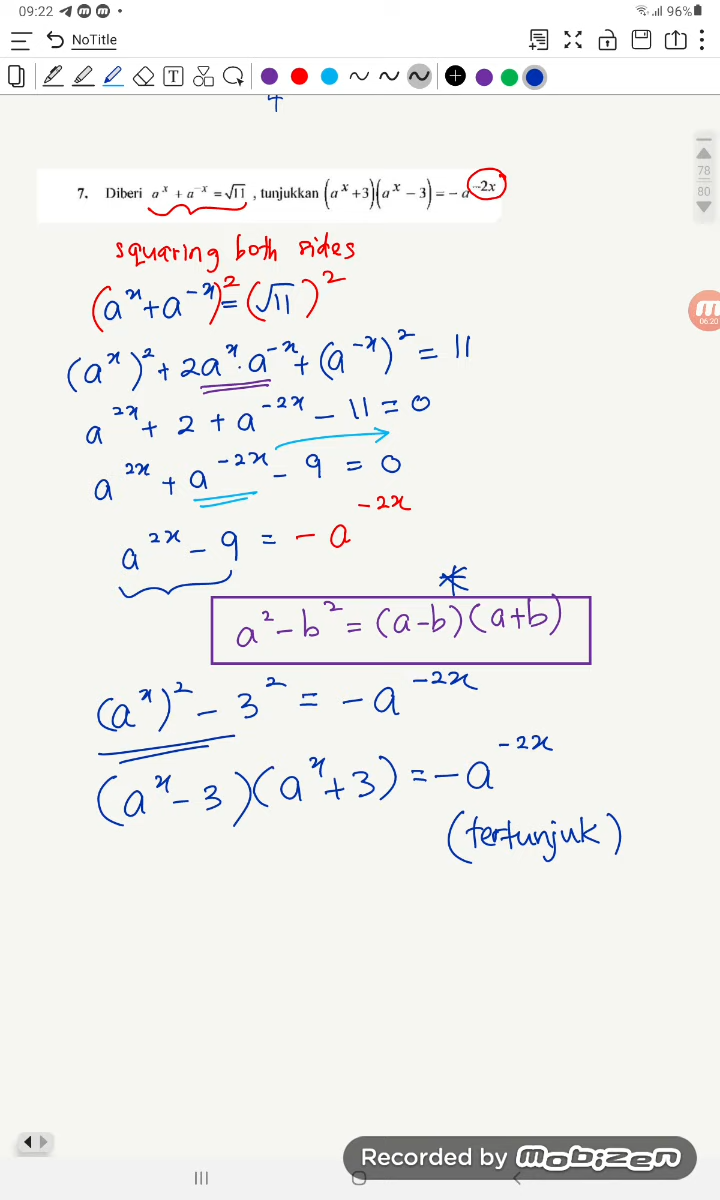 09:22 96%
NoTitle
T
4
78
80
7. Diberi a^x + a^-x = √11 , tunjukkan (a^x +3)(a^x − 3) = − a^-2x
squaring both sides
(a^x + a^-x)^2 = (√11)^2
06:20
(a^x)^2 + 2a^x · a^-x + (a^-x)^2 = 11
a^2x + 2 + a^-2x − 11 = 0
a^2x + a^-2x − 9 = 0
a^2x − 9 = − a^-2x
*
a² − b² = (a−b)(a+b)
(a^x)^2 − 3^2 = −a^-2x
(a^x − 3)(a^x + 3) = −a^-2x
(tertunjuk)
Recorded by mobizen